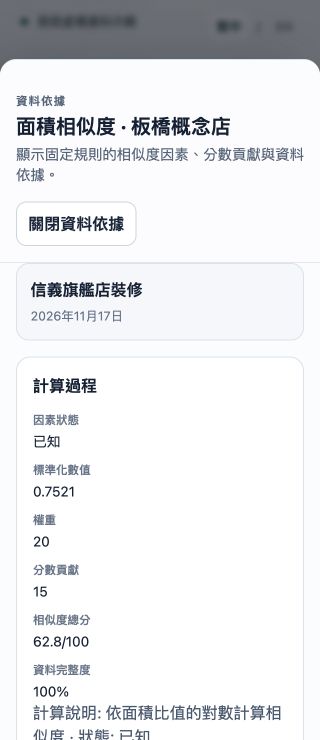 資料依據
面積相似度 · 板橋概念店
顯示固定規則的相似度因素、分數貢獻與資料
依據。
關閉資料依據
信義旗艦店裝修
2026年11月17日
計算過程
因素狀態
已知
標準化數值
0.7521
權重
20
分數貢獻
15
相似度總分
62.8/100
資料完整度
100%
計算說明: 依面積比值的對數計算相
似度 · 狀態: 已知